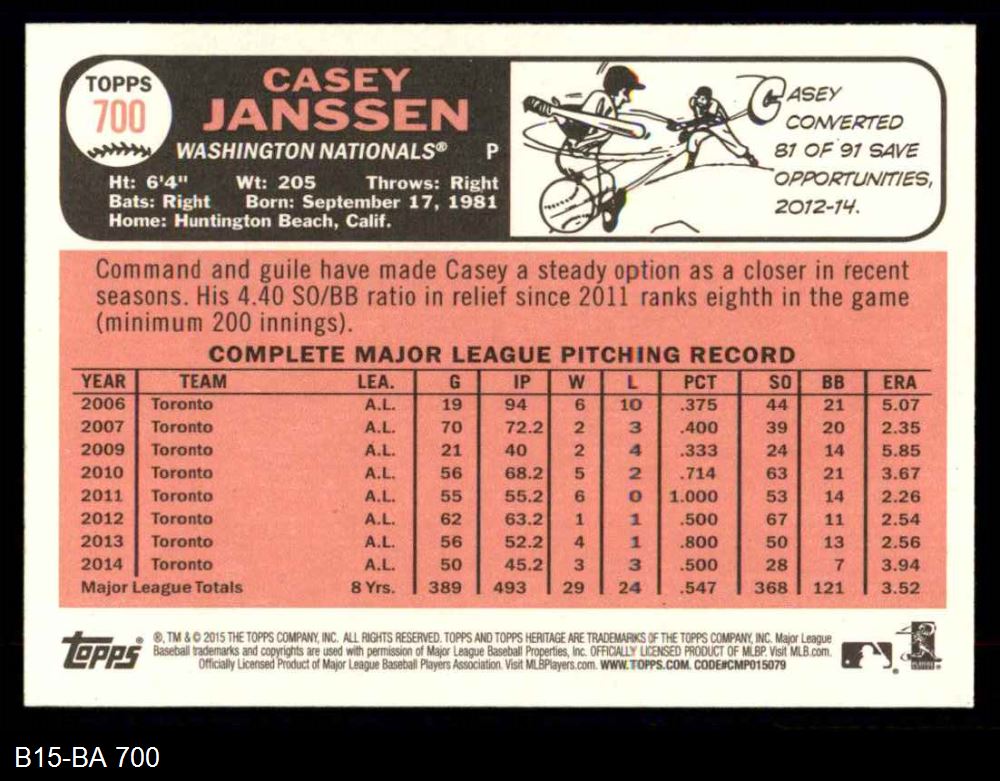 TOPPS
700
CASEY
JANSSEN
WASHINGTON NATIONALS® P
Ht: 6'4" Wt: 205 Throws: Right
Bats: Right Born: September 17, 1981
Home: Huntington Beach, Calif.
CASEY
CONVERTED
81 OF 91 SAVE
OPPORTUNITIES,
2012-14.
Command and guile have made Casey a steady option as a closer in recent
seasons. His 4.40 SO/BB ratio in relief since 2011 ranks eighth in the game
(minimum 200 innings).
COMPLETE MAJOR LEAGUE PITCHING RECORD
YEAR TEAM LEA. G IP W L PCT SO BB ERA
2006 Toronto A.L. 19 94 6 10 .375 44 21 5.07
2007 Toronto A.L. 70 72.2 2 3 .400 39 20 2.35
2009 Toronto A.L. 21 40 2 4 .333 24 14 5.85
2010 Toronto A.L. 56 68.2 5 2 .714 63 21 3.67
2011 Toronto A.L. 55 55.2 6 0 1.000 53 14 2.26
2012 Toronto A.L. 62 63.2 1 1 .500 67 11 2.54
2013 Toronto A.L. 56 52.2 4 1 .800 50 13 2.56
2014 Toronto A.L. 50 45.2 3 3 .500 28 7 3.94
Major League Totals 8 Yrs. 389 493 29 24 .547 368 121 3.52
topps®
®, TM & © 2015 THE TOPPS COMPANY, INC. ALL RIGHTS RESERVED. TOPPS AND TOPPS HERITAGE ARE TRADEMARKS OF THE TOPPS COMPANY, INC. Major League
Baseball trademarks and copyrights are used with permission of Major League Baseball Properties, Inc. OFFICIALLY LICENSED PRODUCT OF MLBP. Visit MLB.com.
Officially Licensed Product of Major League Baseball Players Association. Visit MLBPlayers.com. WWW.TOPPS.COM. CODE#CMP015079
B15-BA 700